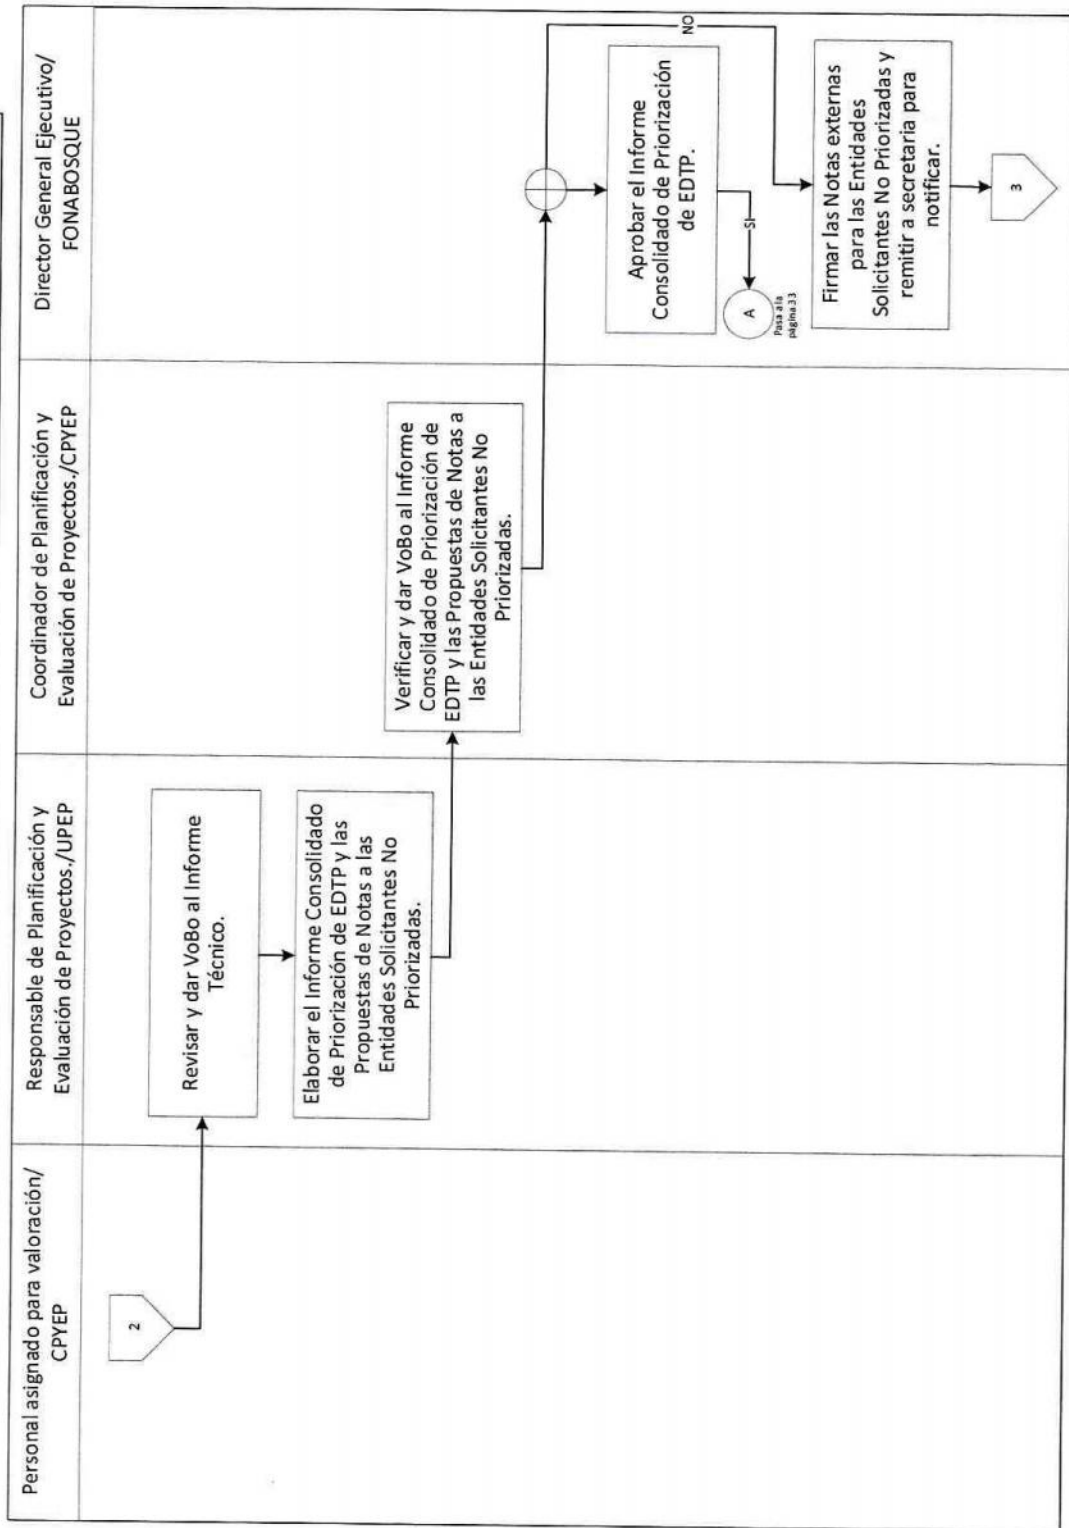 Personal asignado para valoración/
CPYEP
Responsable de Planificación y
Evaluación de Proyectos./UPEP
Coordinador de Planificación y
Evaluación de Proyectos./CPYEP
Director General Ejecutivo/
FONABOSQUE
2
Revisar y dar VoBo al Informe
Técnico.
Elaborar el Informe Consolidado
de Priorización de EDTP y las
Propuestas de Notas a las
Entidades Solicitantes No
Priorizadas.
Verificar y dar VoBo al Informe
Consolidado de Priorización de
EDTP y las Propuestas de Notas a
las Entidades Solicitantes No
Priorizadas.
Aprobar el Informe
Consolidado de Priorización
de EDTP.
SI
A
Pasa a la
página 33
NO
Firmar las Notas externas
para las Entidades
Solicitantes No Priorizadas y
remitir a secretaria para
notificar.
3